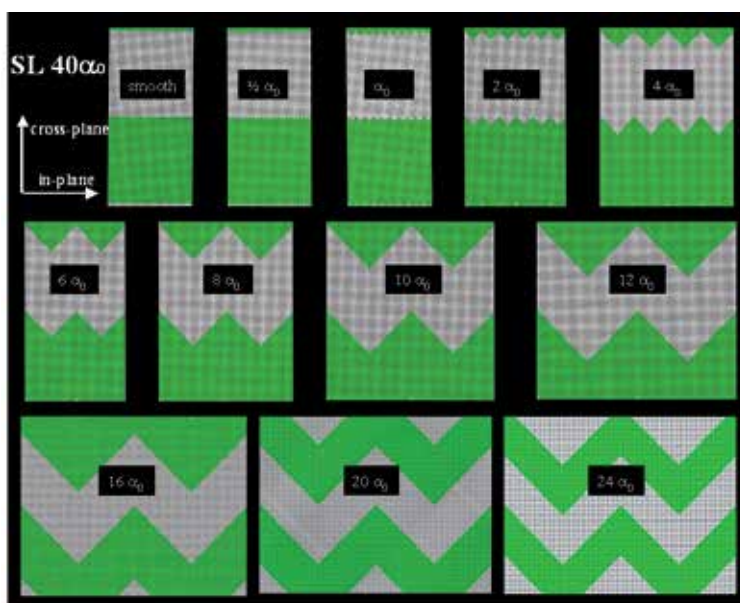 SL 40α₀
smooth
½ α₀
α₀
2 α₀
4 α₀
cross-plane
in-plane
6 α₀
8 α₀
10 α₀
12 α₀
16 α₀
20 α₀
24 α₀